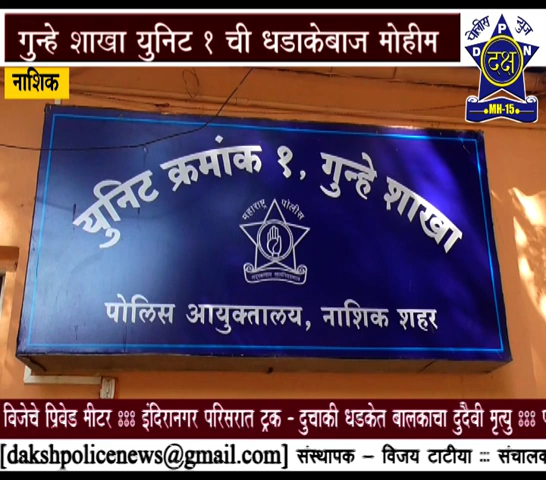 गुन्हे शाखा युनिट १ ची धडाकेबाज मोहीम
पोलीस न्युज
D P N
दक्ष
MH-15
नाशिक
युनिट क्रमांक १, गुन्हे शाखा
महाराष्ट्र पोलीस
पोलिस आयुक्तालय, नाशिक शहर
विजेचे प्रिवेड मीटर ⁝⁝⁝ इंदिरानगर परिसरात ट्रक - दुचाकी धडकेत बालकाचा दुदैवी मृत्यु ⁝⁝⁝
[dakshpolicenews@gmail.com] संस्थापक – विजय टाटीया ::: संचालक